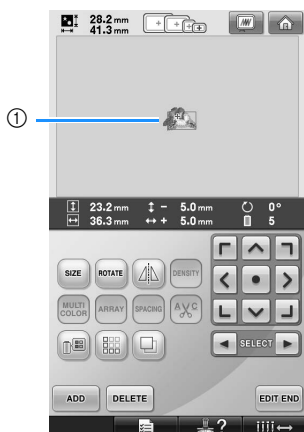 28.2 mm
41.3 mm
①
23.2 mm − 5.0 mm 0°
36.3 mm + 5.0 mm 5
SIZE ROTATE DENSITY
MULTI COLOR ARRAY SPACING A C
SELECT
ADD DELETE EDIT END
?